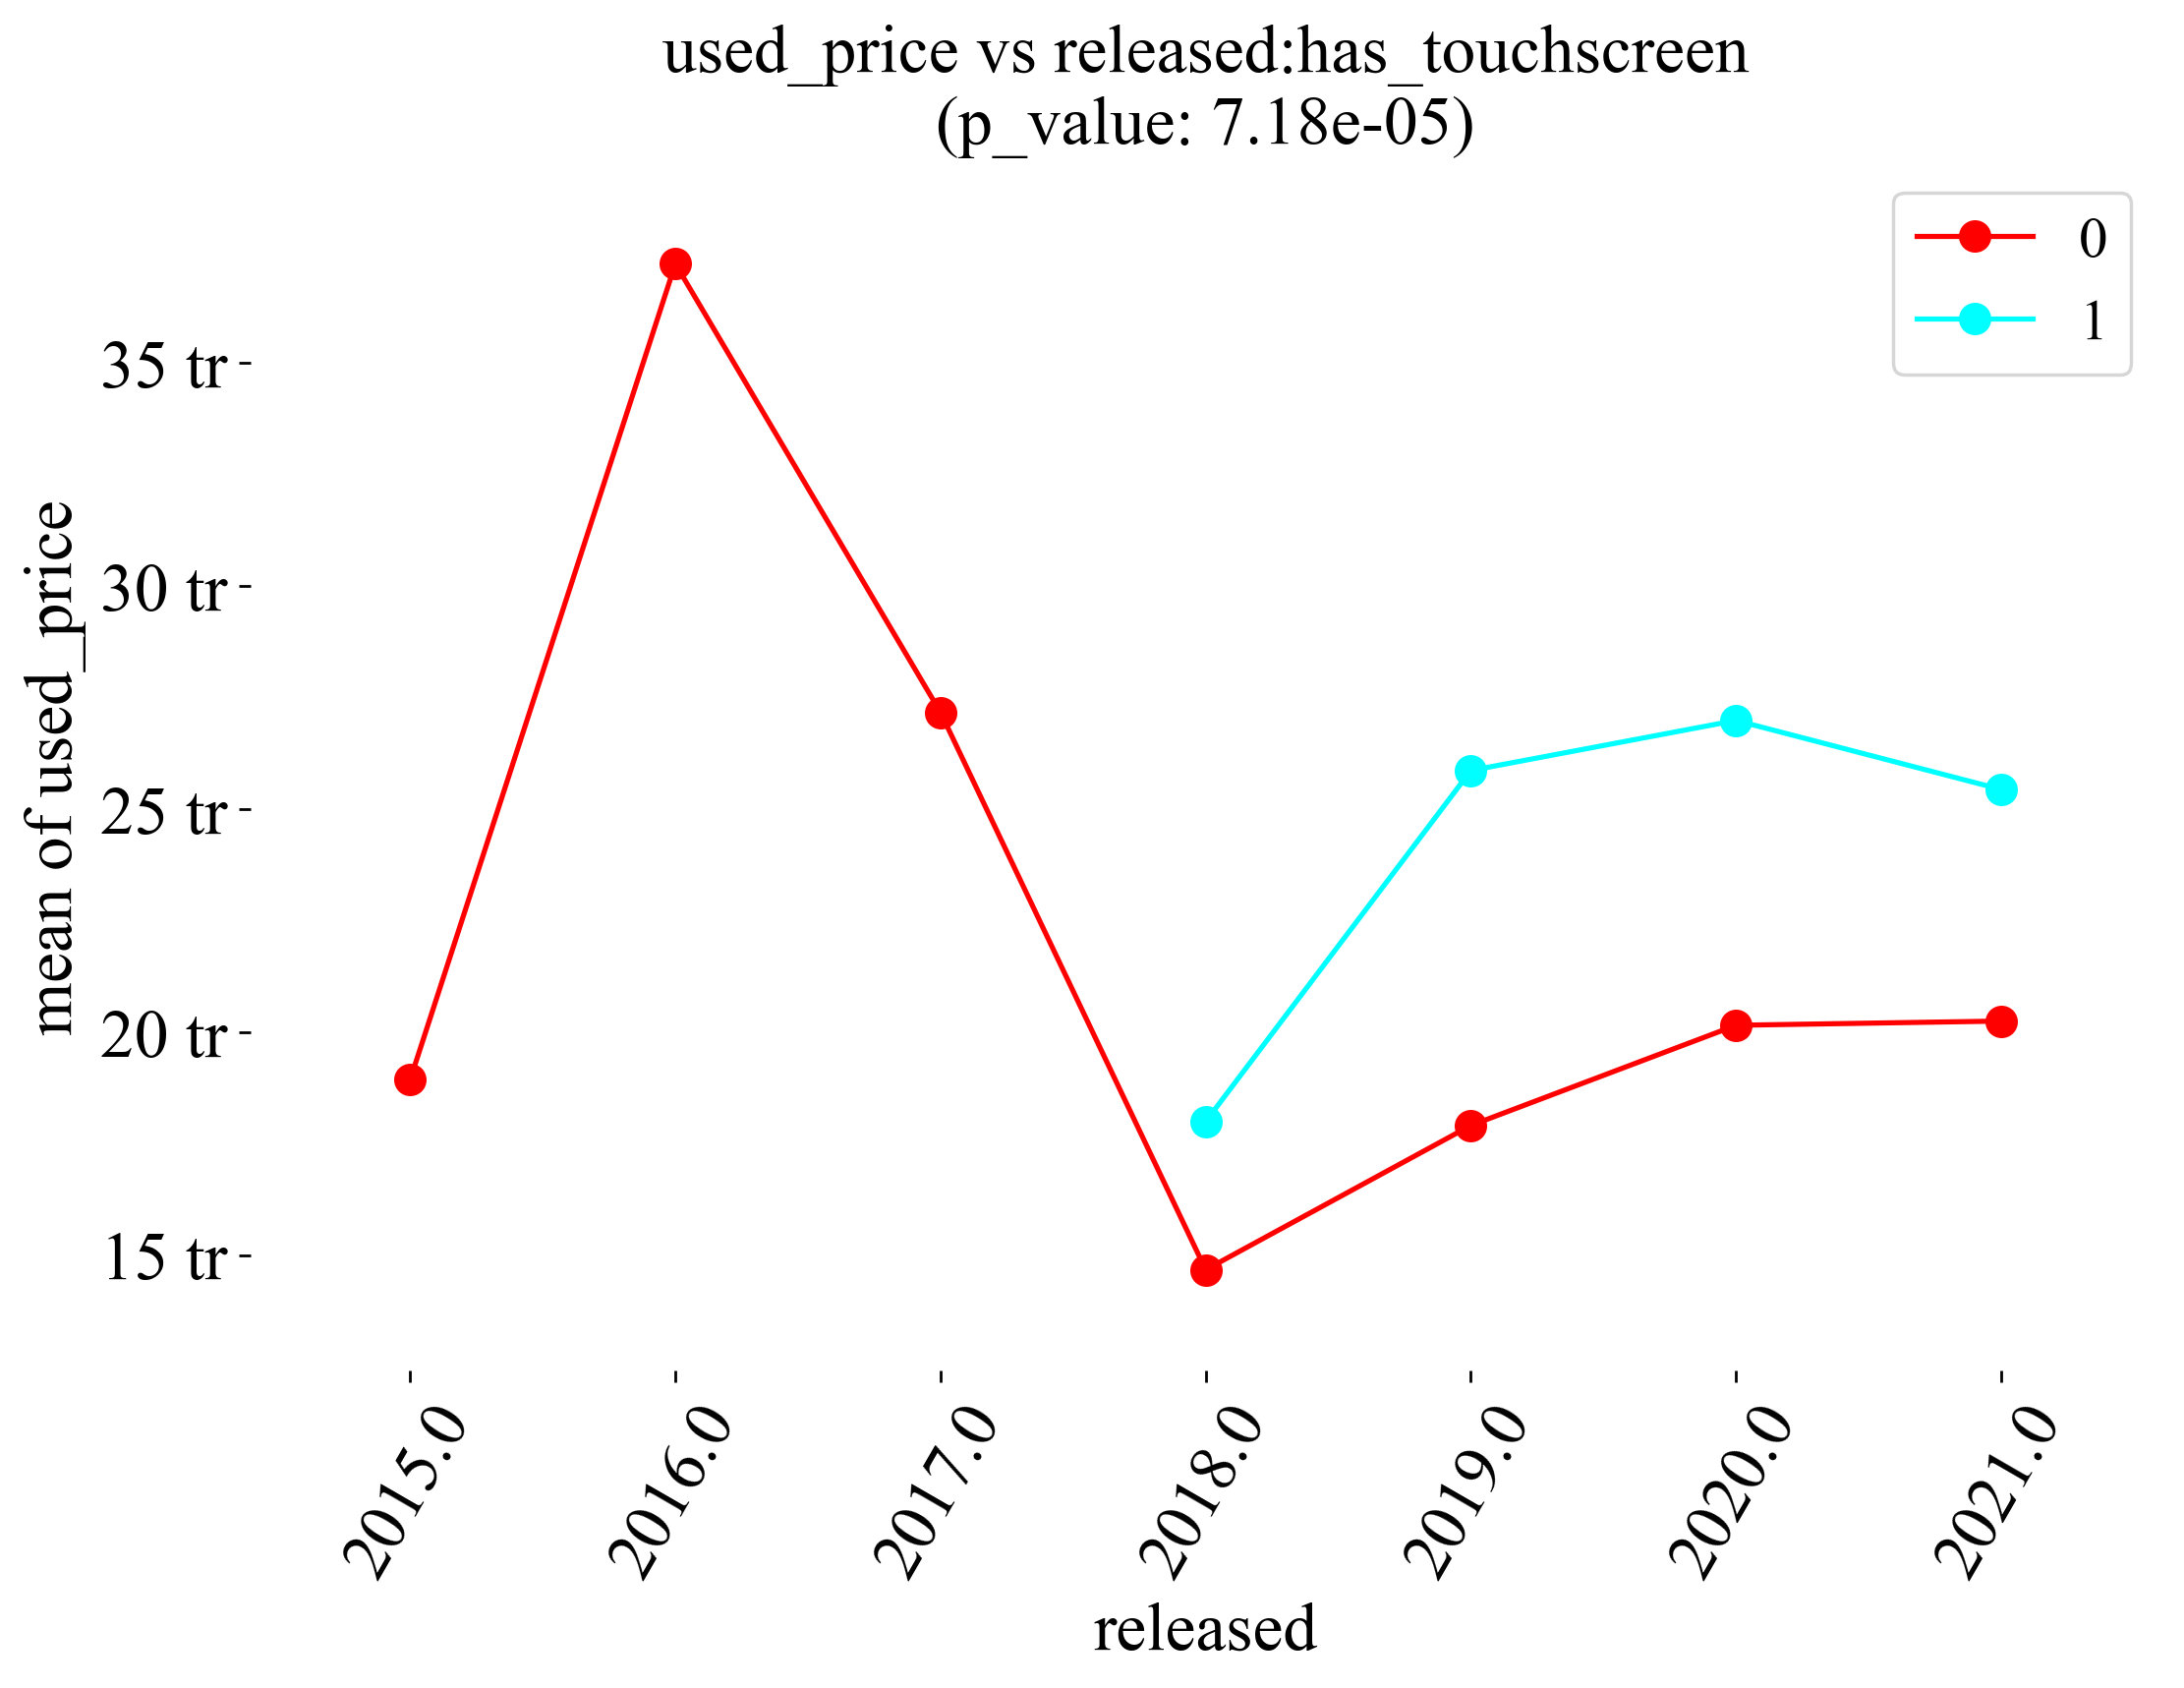 used_price vs released:has_touchscreen
(p_value: 7.18e-05)
0
1
mean of used_price
35 tr
30 tr
25 tr
20 tr
15 tr
2015.0
2016.0
2017.0
2018.0
2019.0
2020.0
2021.0
released